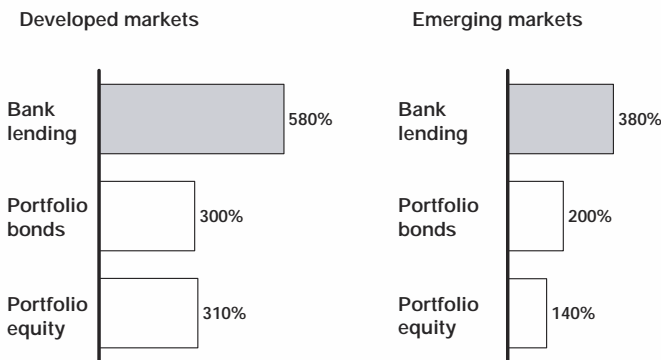 Developed markets
Emerging markets
Bank
lending
580%
Portfolio
bonds
300%
Portfolio
equity
310%
Bank
lending
380%
Portfolio
bonds
200%
Portfolio
equity
140%